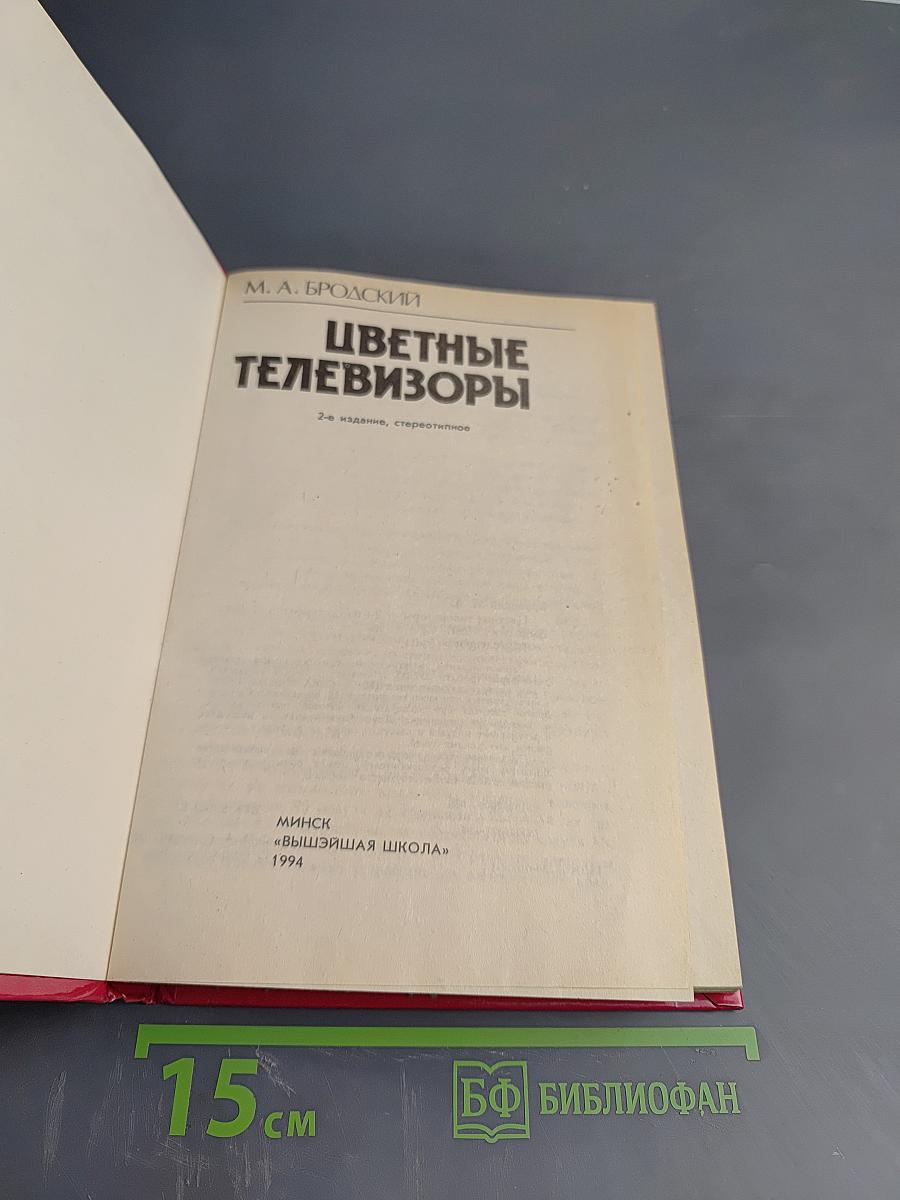 М. А. БРОДСКИЙ
ЦВЕТНЫЕ
ТЕЛЕВИЗОРЫ
2-е издание, стереотипное
МИНСК
«ВЫШЭЙШАЯ ШКОЛА»
1994
15 см
БФ БИБЛИОФАН